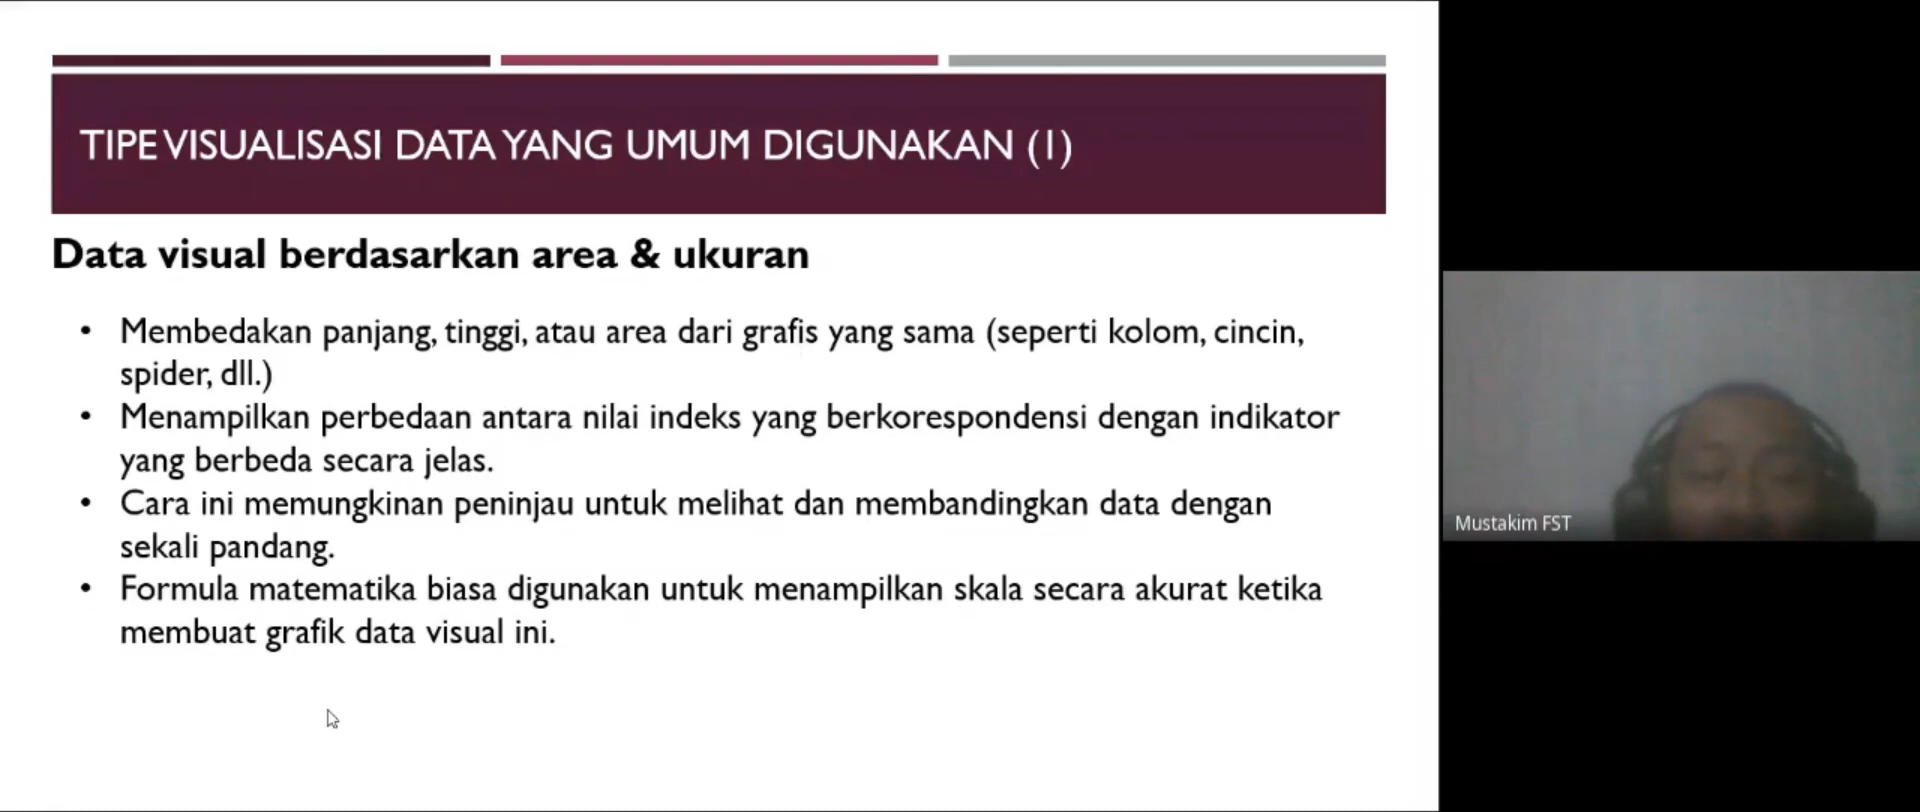 TIPE VISUALISASI DATA YANG UMUM DIGUNAKAN (1)
Data visual berdasarkan area & ukuran
• Membedakan panjang, tinggi, atau area dari grafis yang sama (seperti kolom, cincin,
spider, dll.)
• Menampilkan perbedaan antara nilai indeks yang berkorespondensi dengan indikator
yang berbeda secara jelas.
• Cara ini memungkinan peninjau untuk melihat dan membandingkan data dengan
sekali pandang.
• Formula matematika biasa digunakan untuk menampilkan skala secara akurat ketika
membuat grafik data visual ini.
Mustakim FST